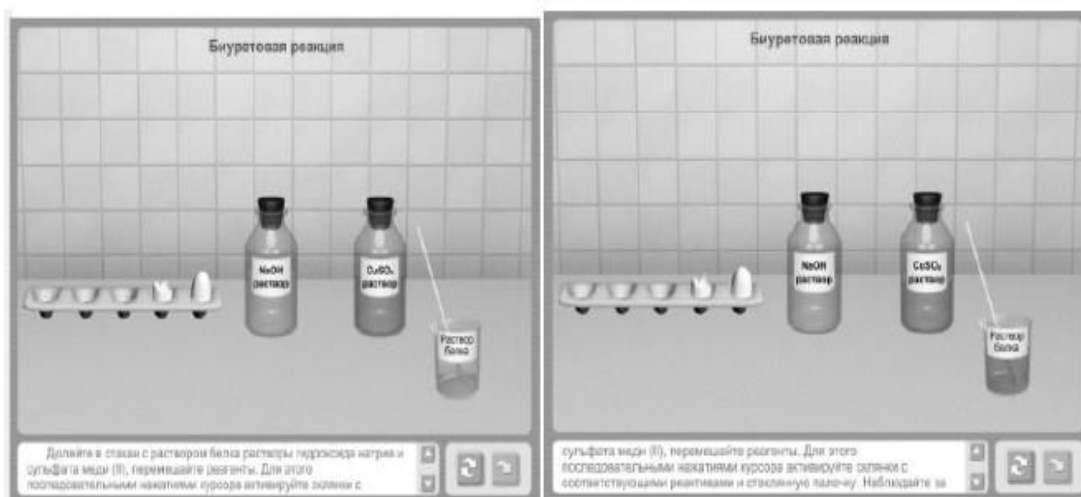 Биуретовая реакция
NaOH
раствор
CuSO₄
раствор
Раствор
белка
Долейте в стакан с раствором белка растворы гидроксида натрия и
сульфата меди (II), перемешайте реагенты. Для этого
последовательными нажатиями курсора активируйте склянки с
Биуретовая реакция
NaOH
раствор
CuSO₄
раствор
Раствор
белка
сульфата меди (II), перемешайте реагенты. Для этого
последовательными нажатиями курсора активируйте склянки с
соответствующими реактивами и стеклянную палочку. Наблюдайте за